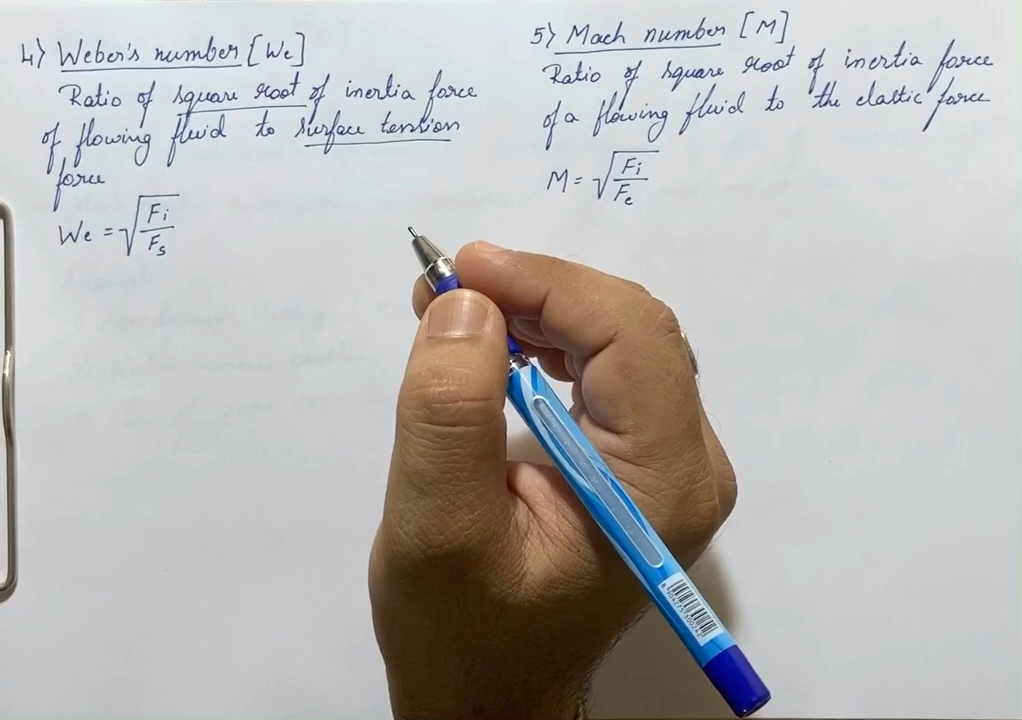 4) Weber's number [We]
Ratio of square root of inertia force
of flowing fluid to surface tension
force
We = √(Fi/Fs)
5) Mach number [M]
Ratio of square root of inertia force
of a flowing fluid to the elastic force
M = √(Fi/Fe)